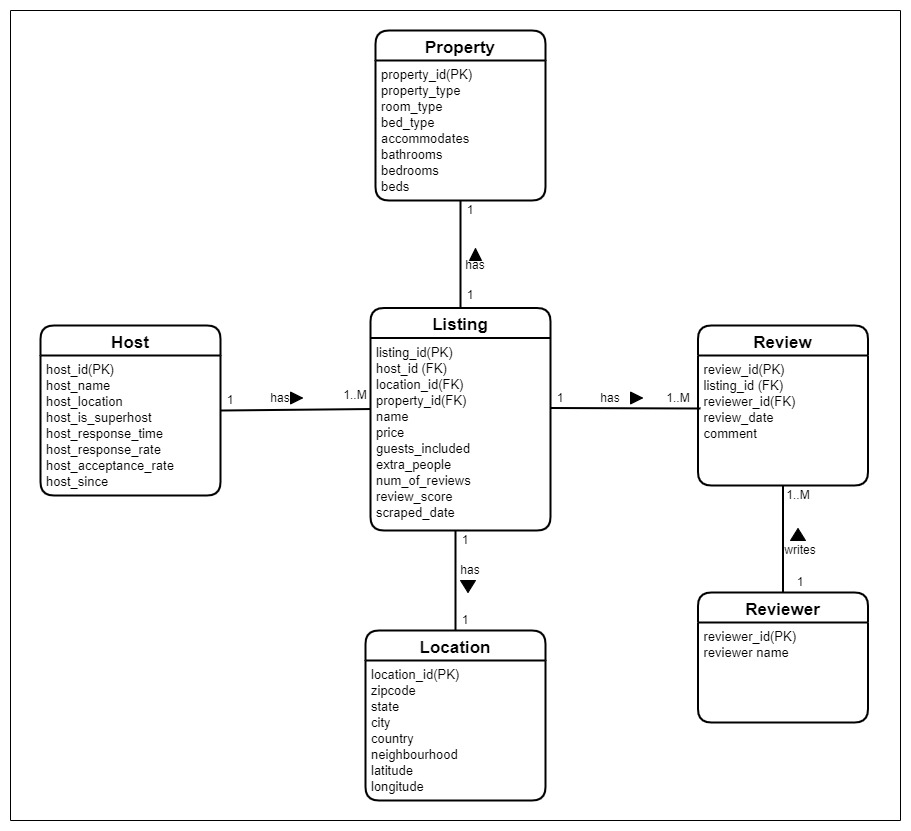 Property
property_id(PK)
property_type
room_type
bed_type
accommodates
bathrooms
bedrooms
beds
1
has
1
Host
host_id(PK)
host_name
host_location
host_is_superhost
host_response_time
host_response_rate
host_acceptance_rate
host_since
1
has
1..M
Listing
listing_id(PK)
host_id (FK)
location_id(FK)
property_id(FK)
name
price
guests_included
extra_people
num_of_reviews
review_score
scraped_date
1
has
1..M
Review
review_id(PK)
listing_id (FK)
reviewer_id(FK)
review_date
comment
1..M
writes
1
Reviewer
reviewer_id(PK)
reviewer name
1
has
1
Location
location_id(PK)
zipcode
state
city
country
neighbourhood
latitude
longitude